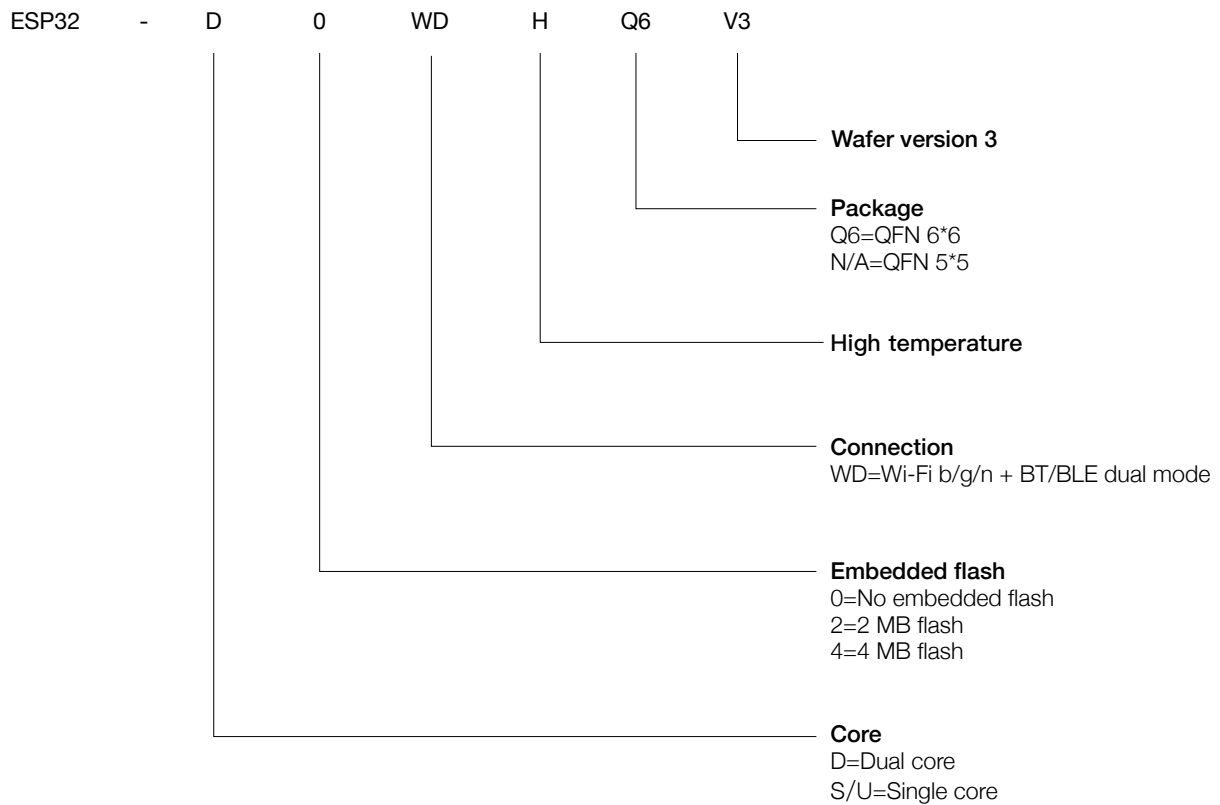 ESP32 - D 0 WD H Q6 V3
Wafer version 3
Package
Q6=QFN 6*6
N/A=QFN 5*5
High temperature
Connection
WD=Wi-Fi b/g/n + BT/BLE dual mode
Embedded flash
0=No embedded flash
2=2 MB flash
4=4 MB flash
Core
D=Dual core
S/U=Single core